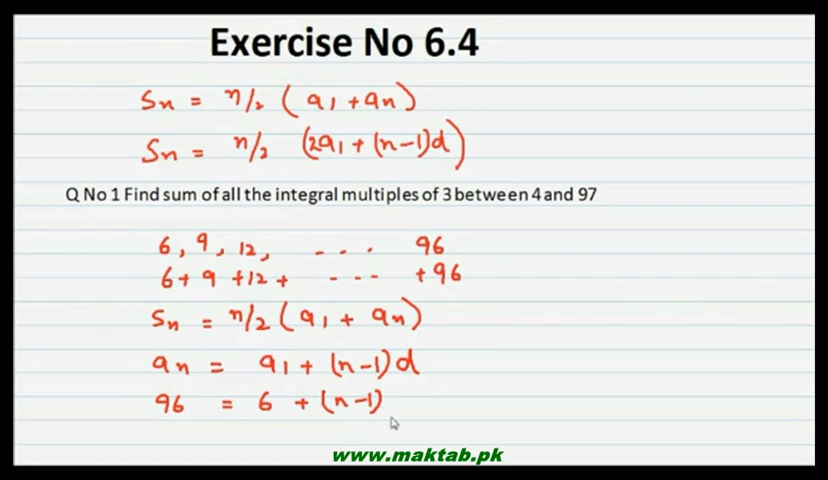 Exercise No 6.4
Sn = n/2 ( a1 + an )
Sn = n/2 (2a1 + (n-1)d)
Q No 1 Find sum of all the integral multiples of 3 between 4 and 97
6, 9, 12, - - - . 96
6 + 9 + 12 + - - - + 96
Sn = n/2 ( a1 + an )
an = a1 + (n-1)d
96 = 6 + (n-1)
www.maktab.pk